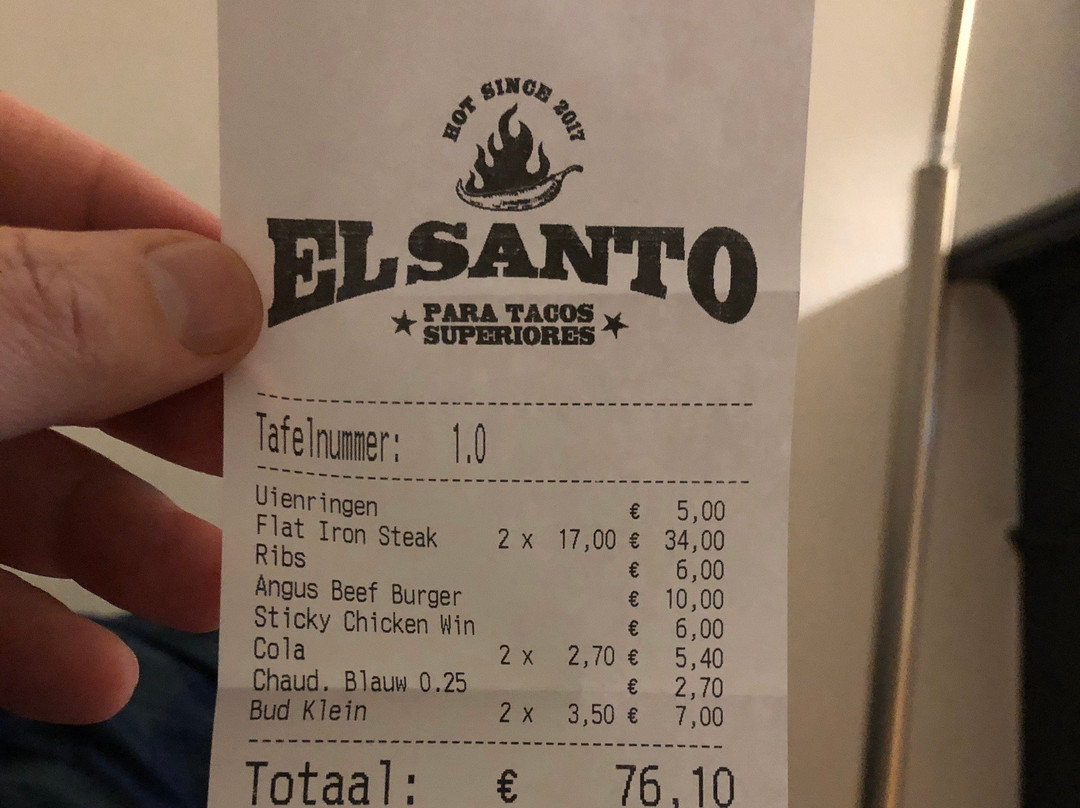 HOT SINCE 2017
EL SANTO
PARA TACOS
SUPERIORES
Tafelnummer: 1.0
Uienringen € 5,00
Flat Iron Steak 2 x 17,00 € 34,00
Ribs € 6,00
Angus Beef Burger € 10,00
Sticky Chicken Win € 6,00
Cola 2 x 2,70 € 5,40
Chaud. Blauw 0.25 € 2,70
Bud Klein 2 x 3,50 € 7,00
Totaal: € 76,10